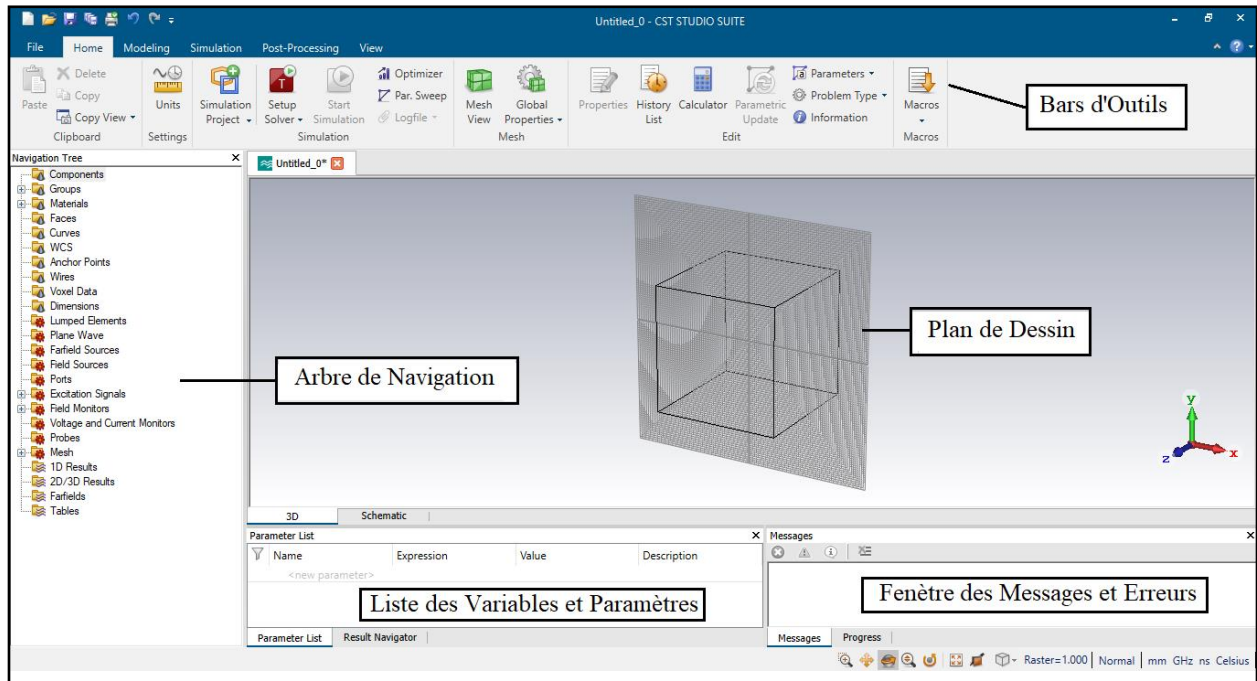 Untitled_0 - CST STUDIO SUITE
File Home Modeling Simulation Post-Processing View
Paste
Delete
Copy
Copy View
Clipboard
Units
Settings
Simulation Project
Setup Solver
Start Simulation
Optimizer
Par. Sweep
Logfile
Simulation
Mesh View
Global Properties
Mesh
Properties
History List
Calculator
Parametric Update
Parameters
Problem Type
Information
Edit
Macros
Macros
Bars d'Outils
Navigation Tree
Components
Groups
Materials
Faces
Curves
WCS
Anchor Points
Wires
Voxel Data
Dimensions
Lumped Elements
Plane Wave
Farfield Sources
Field Sources
Ports
Excitation Signals
Field Monitors
Voltage and Current Monitors
Probes
Mesh
1D Results
2D/3D Results
Farfields
Tables
Arbre de Navigation
Untitled_0*
Plan de Dessin
y
x
z
3D Schematic
Parameter List
Name Expression Value Description
<new parameter>
Liste des Variables et Paramètres
Parameter List Result Navigator
Messages
Fenètre des Messages et Erreurs
Messages Progress
Raster=1.000 Normal mm GHz ns Celsius